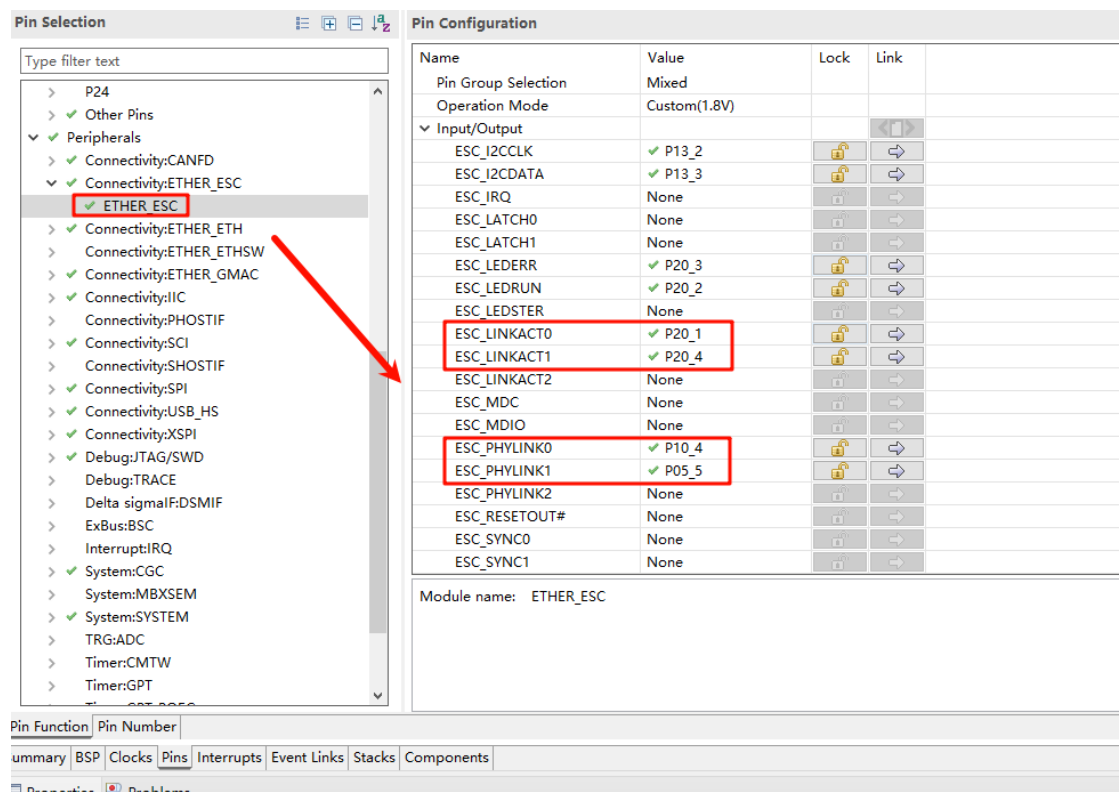 Pin Selection
Type filter text
P24
Other Pins
Peripherals
Connectivity:CANFD
Connectivity:ETHER_ESC
ETHER_ESC
Connectivity:ETHER_ETH
Connectivity:ETHER_ETHSW
Connectivity:ETHER_GMAC
Connectivity:IIC
Connectivity:PHOSTIF
Connectivity:SCI
Connectivity:SHOSTIF
Connectivity:SPI
Connectivity:USB_HS
Connectivity:XSPI
Debug:JTAG/SWD
Debug:TRACE
Delta sigmaIF:DSMIF
ExBus:BSC
Interrupt:IRQ
System:CGC
System:MBXSEM
System:SYSTEM
TRG:ADC
Timer:CMTW
Timer:GPT
Pin Configuration
Name Value Lock Link
Pin Group Selection Mixed
Operation Mode Custom(1.8V)
Input/Output
ESC_I2CCLK P13_2
ESC_I2CDATA P13_3
ESC_IRQ None
ESC_LATCH0 None
ESC_LATCH1 None
ESC_LEDERR P20_3
ESC_LEDRUN P20_2
ESC_LEDSTER None
ESC_LINKACT0 P20_1
ESC_LINKACT1 P20_4
ESC_LINKACT2 None
ESC_MDC None
ESC_MDIO None
ESC_PHYLINK0 P10_4
ESC_PHYLINK1 P05_5
ESC_PHYLINK2 None
ESC_RESETOUT# None
ESC_SYNC0 None
ESC_SYNC1 None
Module name: ETHER_ESC
Pin Function Pin Number
BSP Clocks Pins Interrupts Event Links Stacks Components